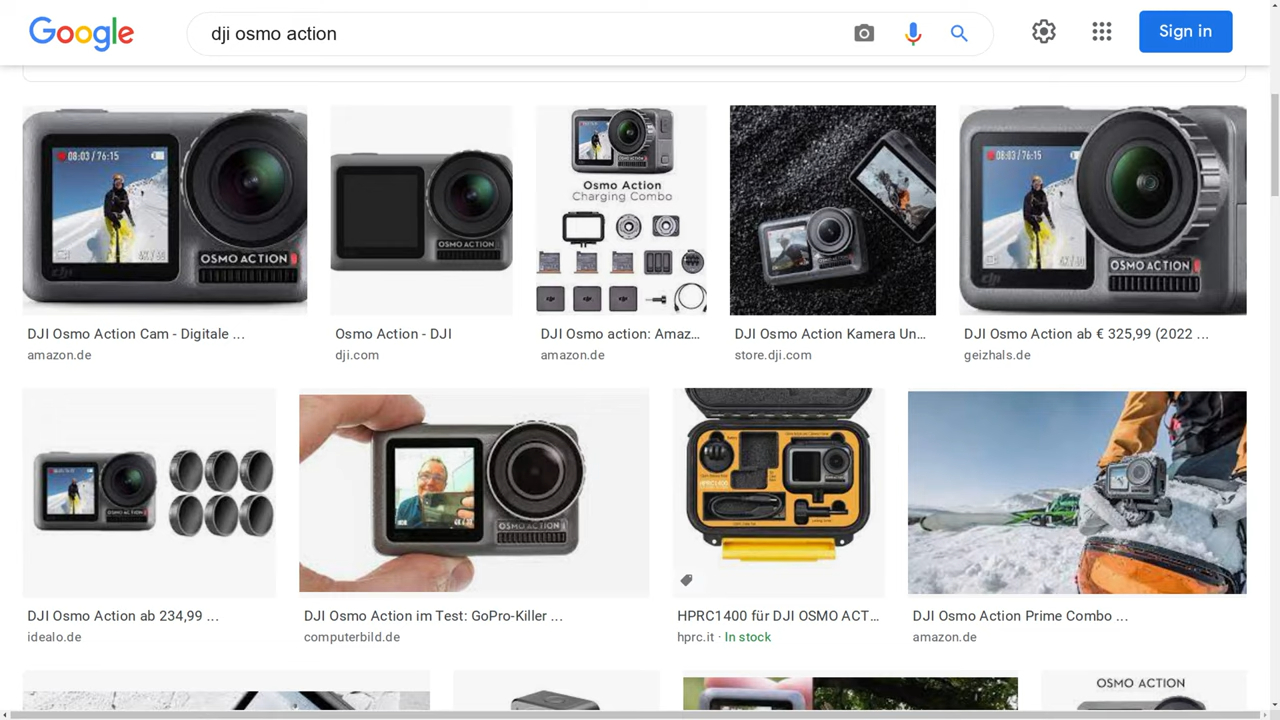 Google
dji osmo action
Sign in
08:03 / 76:15
OSMO ACTION
DJI Osmo Action Cam - Digitale ...
amazon.de
OSMO ACTION
Osmo Action - DJI
dji.com
Osmo Action
Charging Combo
DJI Osmo action: Amaz...
amazon.de
DJI Osmo Action Kamera Un...
store.dji.com
08:03 / 76:15
OSMO ACTION
DJI Osmo Action ab € 325,99 (2022 ...
geizhals.de
DJI Osmo Action ab 234,99 ...
idealo.de
OSMO ACTION
DJI Osmo Action im Test: GoPro-Killer ...
computerbild.de
HPRC1400
HPRC1400 für DJI OSMO ACT...
hprc.it · In stock
DJI Osmo Action Prime Combo ...
amazon.de
OSMO ACTION